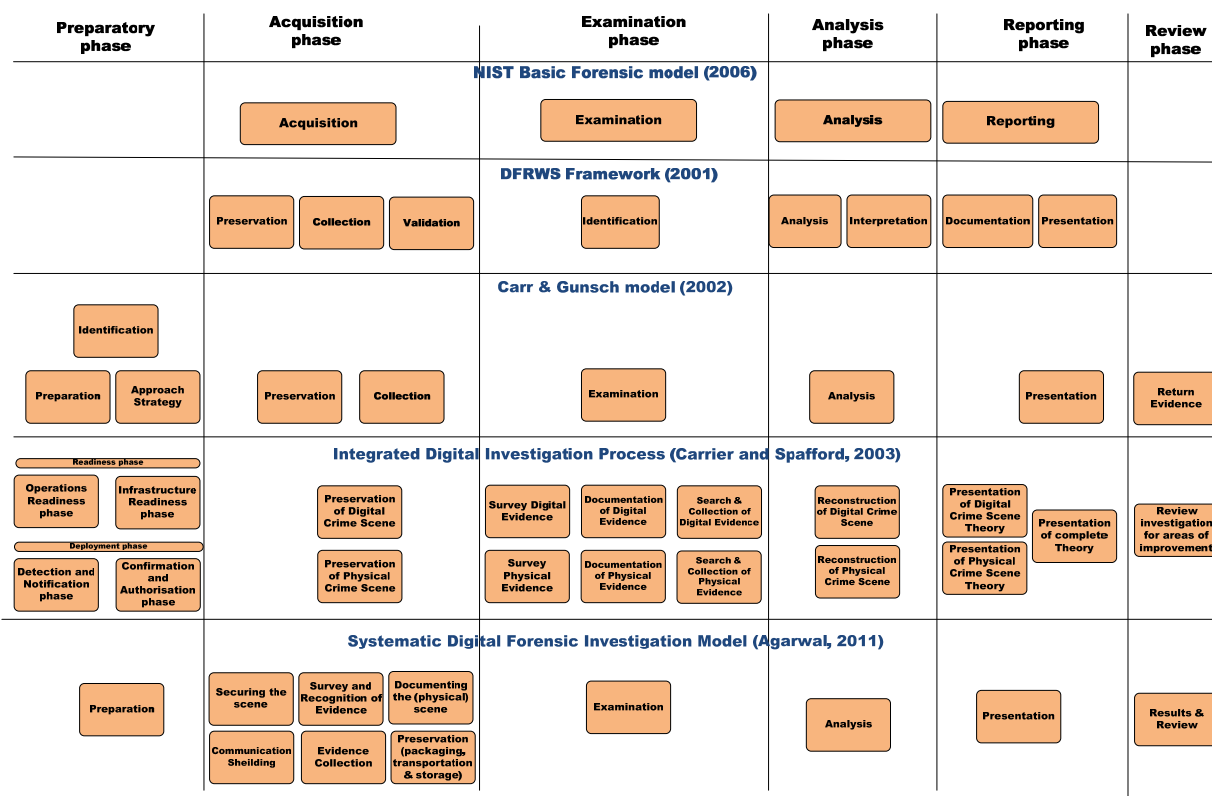 Preparatory
phase
Acquisition
phase
Examination
phase
Analysis
phase
Reporting
phase
Review
phase
NIST Basic Forensic model (2006)
Acquisition
Examination
Analysis
Reporting
DFRWS Framework (2001)
Preservation
Collection
Validation
Identification
Analysis
Interpretation
Documentation
Presentation
Carr & Gunsch model (2002)
Identification
Preparation
Approach
Strategy
Preservation
Collection
Examination
Analysis
Presentation
Return
Evidence
Integrated Digital Investigation Process (Carrier and Spafford, 2003)
Readiness phase
Operations
Readiness
phase
Infrastructure
Readiness
phase
Deployment phase
Detection and
Notification
phase
Confirmation
and
Authorisation
phase
Preservation
of Digital
Crime Scene
Preservation
of Physical
Crime Scene
Survey Digital
Evidence
Documentation
of Digital
Evidence
Search &
Collection of
Digital Evidence
Survey
Physical
Evidence
Documentation
of Physical
Evidence
Search &
Collection of
Physical
Evidence
Reconstruction
of Digital Crime
Scene
Reconstruction
of Physical
Crime Scene
Presentation
of Digital
Crime Scene
Theory
Presentation
of Physical
Crime Scene
Theory
Presentation
of complete
Theory
Review
investigation
for areas of
improvement
Systematic Digital Forensic Investigation Model (Agarwal, 2011)
Preparation
Securing the
scene
Survey and
Recognition of
Evidence
Documenting
the (physical)
scene
Communication
Sheilding
Evidence
Collection
Preservation
(packaging,
transportation
& storage)
Examination
Analysis
Presentation
Results &
Review